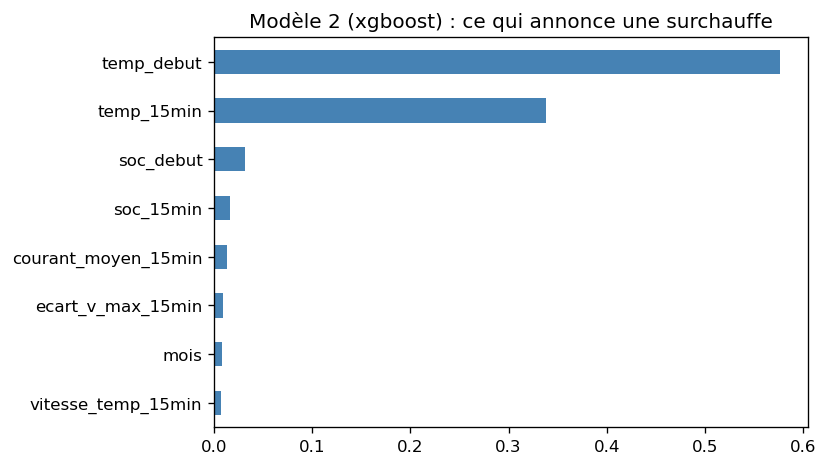 Modèle 2 (xgboost) : ce qui annonce une surchauffe
temp_debut
temp_15min
soc_debut
soc_15min
courant_moyen_15min
ecart_v_max_15min
mois
vitesse_temp_15min
0.0 0.1 0.2 0.3 0.4 0.5 0.6